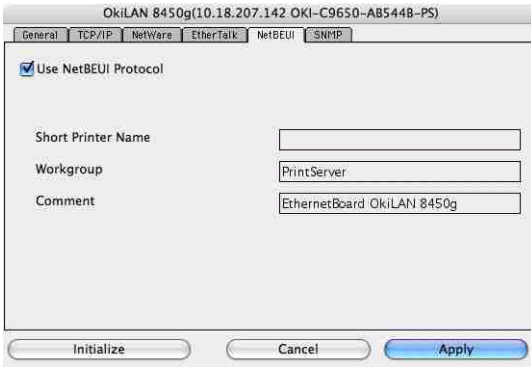 OkiLAN 8450g(10.18.207.142 OKI-C9650-AB544B-PS)
General TCP/IP NetWare EtherTalk NetBEUI SNMP
Use NetBEUI Protocol
Short Printer Name
Workgroup PrintServer
Comment EthernetBoard OkiLAN 8450g
Initialize Cancel Apply